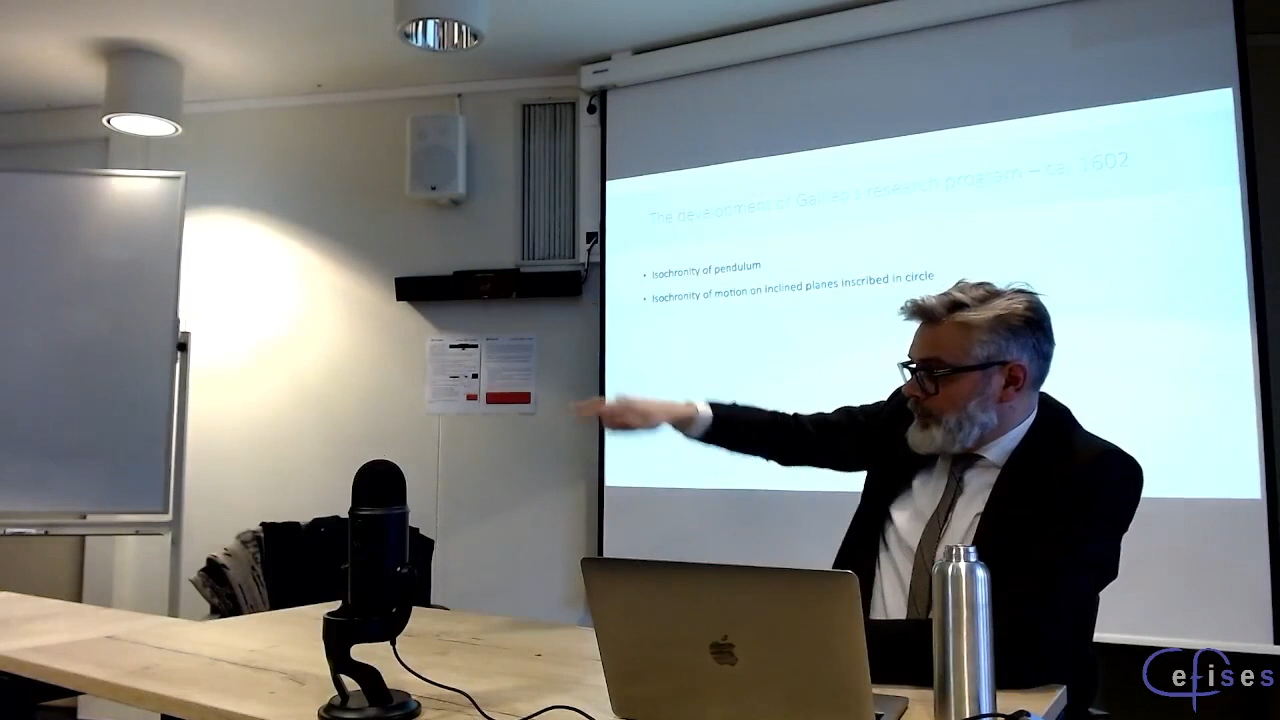 The development of Galileo's research program – ca. 1602
• Isochronity of pendulum
• Isochronity of motion on inclined planes inscribed in circle
efises